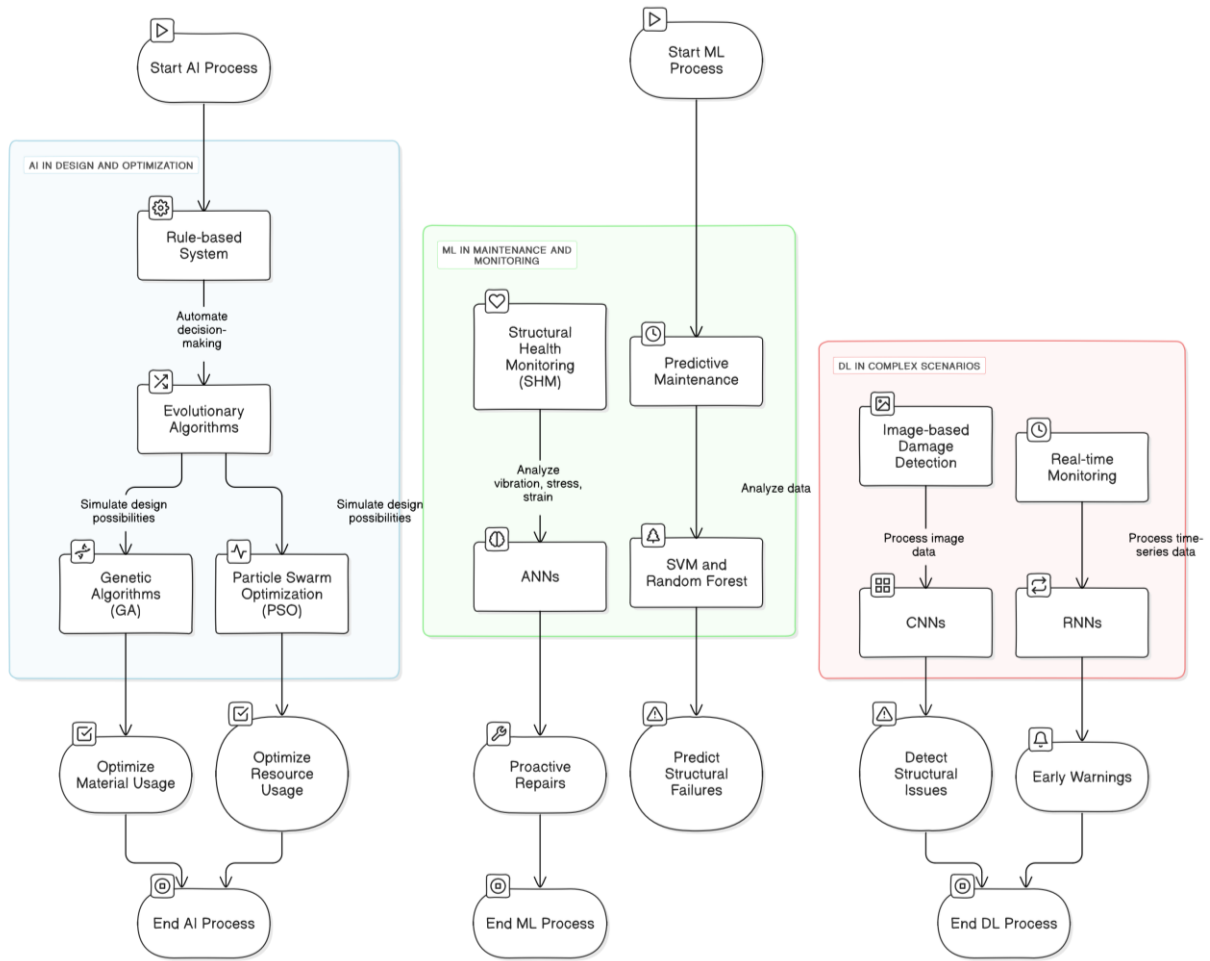 Start AI Process
AI IN DESIGN AND OPTIMIZATION
Rule-based
System
Automate
decision-
making
Evolutionary
Algorithms
Simulate design
possibilities
Simulate design
possibilities
Genetic
Algorithms
(GA)
Particle Swarm
Optimization
(PSO)
Optimize
Material Usage
Optimize
Resource
Usage
End AI Process
Start ML
Process
ML IN MAINTENANCE AND
MONITORING
Structural
Health
Monitoring
(SHM)
Predictive
Maintenance
Analyze
vibration, stress,
strain
Analyze data
ANNs
SVM and
Random Forest
Proactive
Repairs
Predict
Structural
Failures
End ML Process
DL IN COMPLEX SCENARIOS
Image-based
Damage
Detection
Real-time
Monitoring
Process image
data
Process time-
series data
CNNs
RNNs
Detect
Structural
Issues
Early Warnings
End DL Process